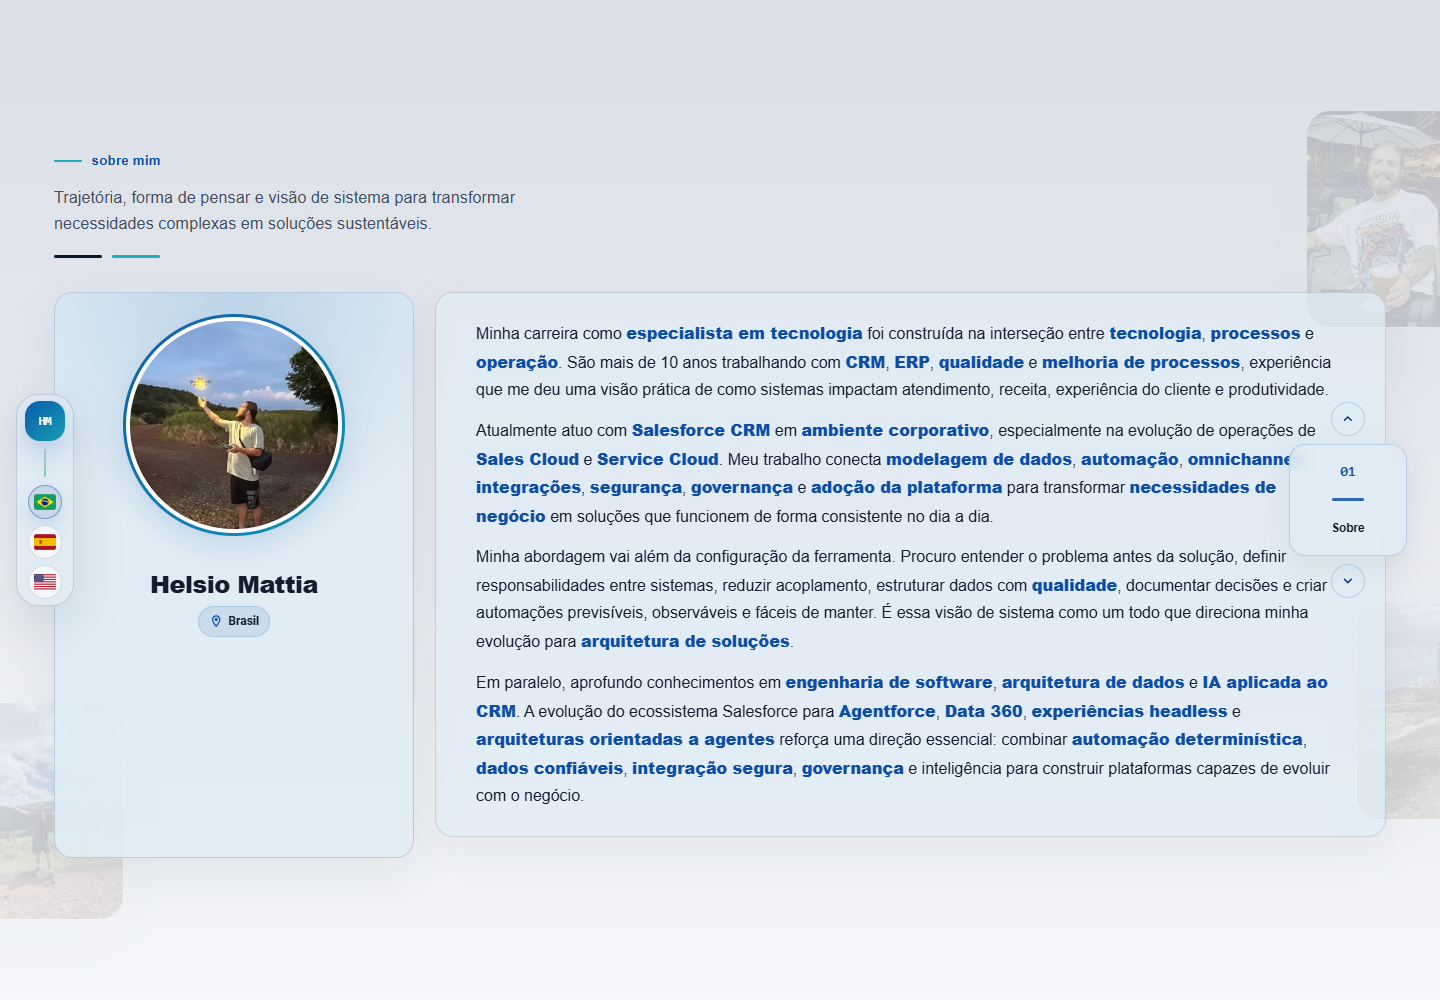 sobre mim
Trajetória, forma de pensar e visão de sistema para transformar
necessidades complexas em soluções sustentáveis.
HM
Helsio Mattia
Brasil
Minha carreira como especialista em tecnologia foi construída na interseção entre tecnologia, processos e
operação. São mais de 10 anos trabalhando com CRM, ERP, qualidade e melhoria de processos, experiência
que me deu uma visão prática de como sistemas impactam atendimento, receita, experiência do cliente e produtividade.
Atualmente atuo com Salesforce CRM em ambiente corporativo, especialmente na evolução de operações de
Sales Cloud e Service Cloud. Meu trabalho conecta modelagem de dados, automação,
integrações, segurança, governança e adoção da plataforma para transformar necessidades de
negócio em soluções que funcionem de forma consistente no dia a dia.
Minha abordagem vai além da configuração da ferramenta. Procuro entender o problema antes da solução, definir
responsabilidades entre sistemas, reduzir acoplamento, estruturar dados com qualidade, documentar decisões e criar
automações previsíveis, observáveis e fáceis de manter. É essa visão de sistema como um todo que direciona minha
evolução para arquitetura de soluções.
Em paralelo, aprofundo conhecimentos em engenharia de software, arquitetura de dados e IA aplicada ao
CRM. A evolução do ecossistema Salesforce para Agentforce, Data 360, experiências headless e
arquiteturas orientadas a agentes reforça uma direção essencial: combinar automação determinística,
dados confiáveis, integração segura, governança e inteligência para construir plataformas capazes de evoluir
com o negócio.
01
Sobre